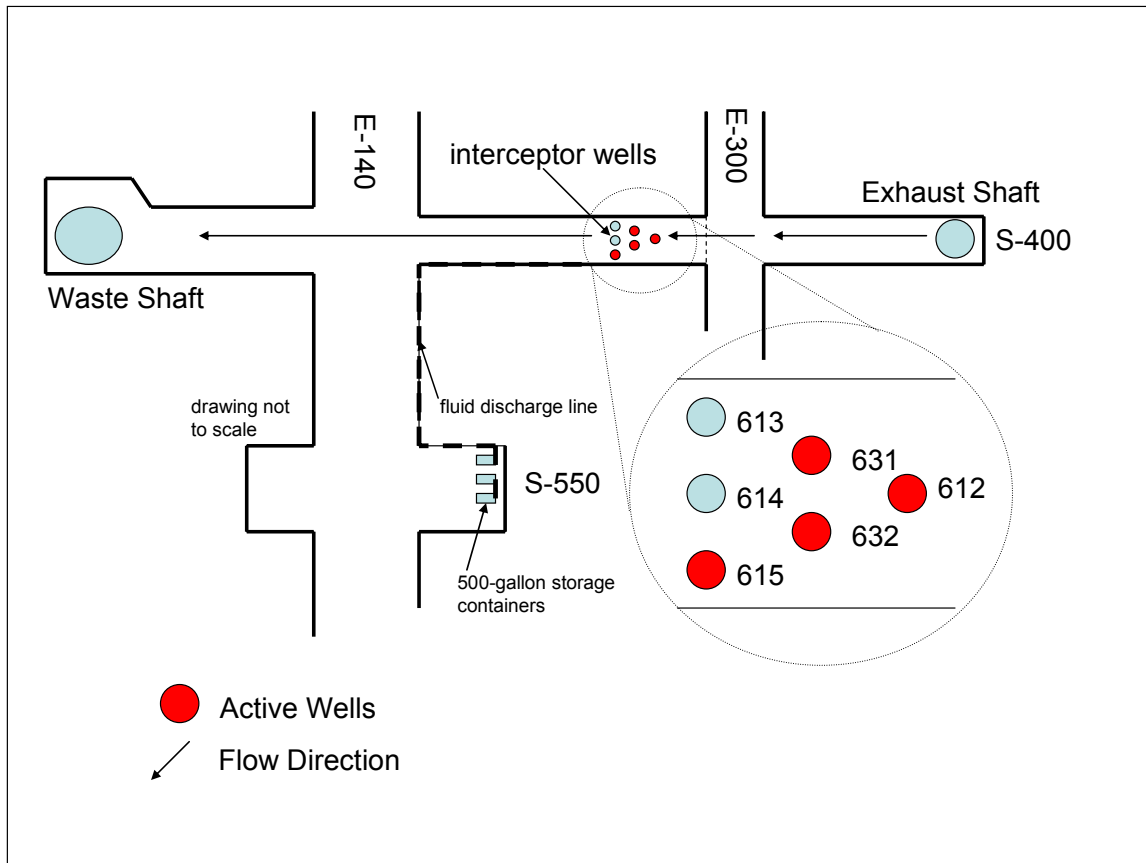 E-140
E-300
interceptor wells
Exhaust Shaft
S-400
Waste Shaft
drawing not
to scale
fluid discharge line
S-550
500-gallon storage
containers
613
631
612
614
632
615
Active Wells
Flow Direction